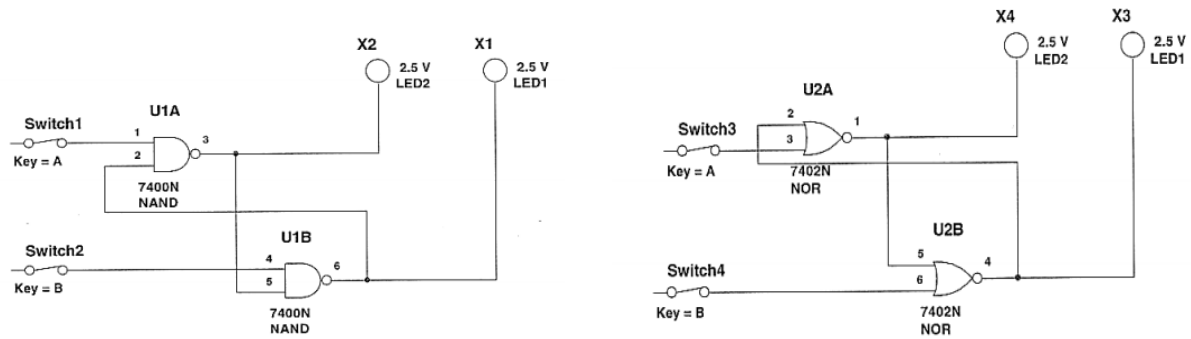 X2
X1
2.5 V
LED2
2.5 V
LED1
U1A
Switch1
1
2
3
Key = A
7400N
NAND
U1B
Switch2
4
5
6
Key = B
7400N
NAND
X4
X3
2.5 V
LED2
2.5 V
LED1
U2A
Switch3
2
3
1
Key = A
7402N
NOR
U2B
Switch4
5
6
4
Key = B
7402N
NOR